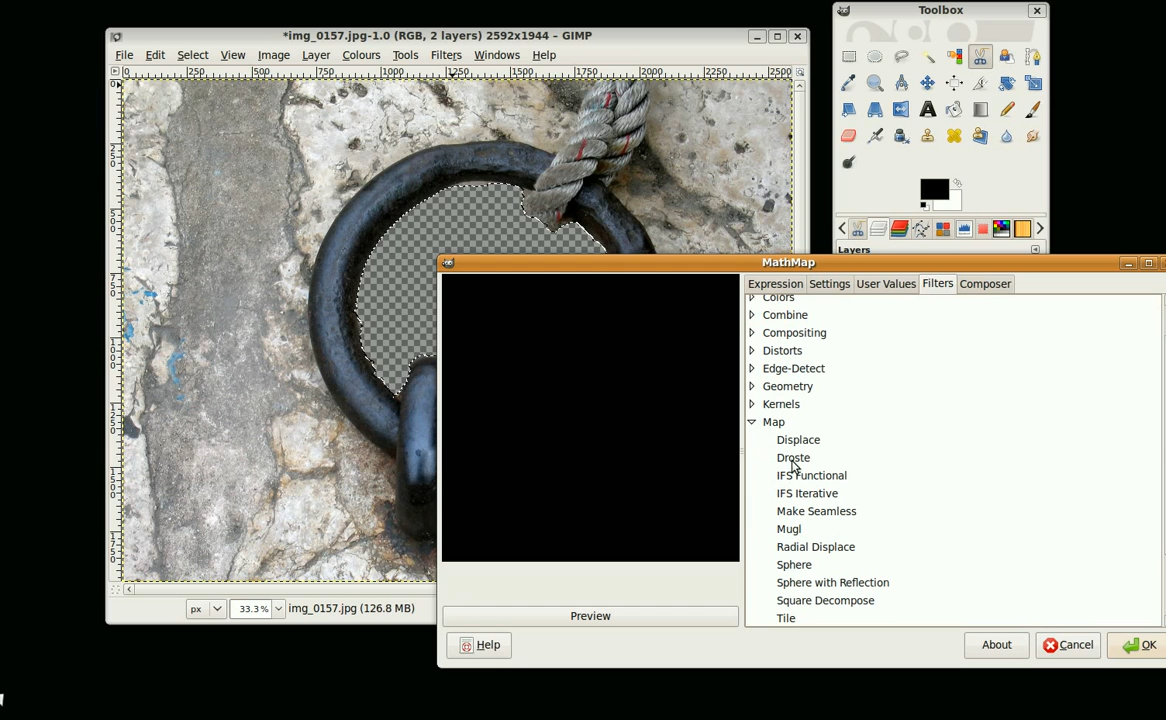 Toolbox
*img_0157.jpg-1.0 (RGB, 2 layers) 2592x1944 – GIMP
File Edit Select View Image Layer Colours Tools Filters Windows Help
0 250 500 750 1000 1250 1500 1750 2000 2250 2500
Layers
MathMap
Expression Settings User Values Filters Composer
Colors
Combine
Compositing
Distorts
Edge-Detect
Geometry
Kernels
Map
Displace
Droste
IFS Functional
IFS Iterative
Make Seamless
Mugl
Radial Displace
Sphere
Sphere with Reflection
Square Decompose
Tile
px 33.3% img_0157.jpg (126.8 MB)
Preview
Help About Cancel OK